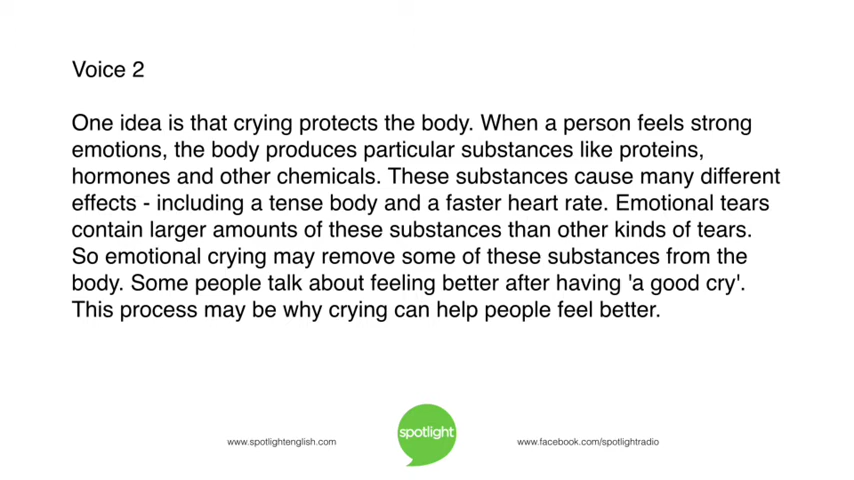 Voice 2
One idea is that crying protects the body. When a person feels strong
emotions, the body produces particular substances like proteins,
hormones and other chemicals. These substances cause many different
effects - including a tense body and a faster heart rate. Emotional tears
contain larger amounts of these substances than other kinds of tears.
So emotional crying may remove some of these substances from the
body. Some people talk about feeling better after having 'a good cry'.
This process may be why crying can help people feel better.
www.spotlightenglish.com
spotlight
www.facebook.com/spotlightradio